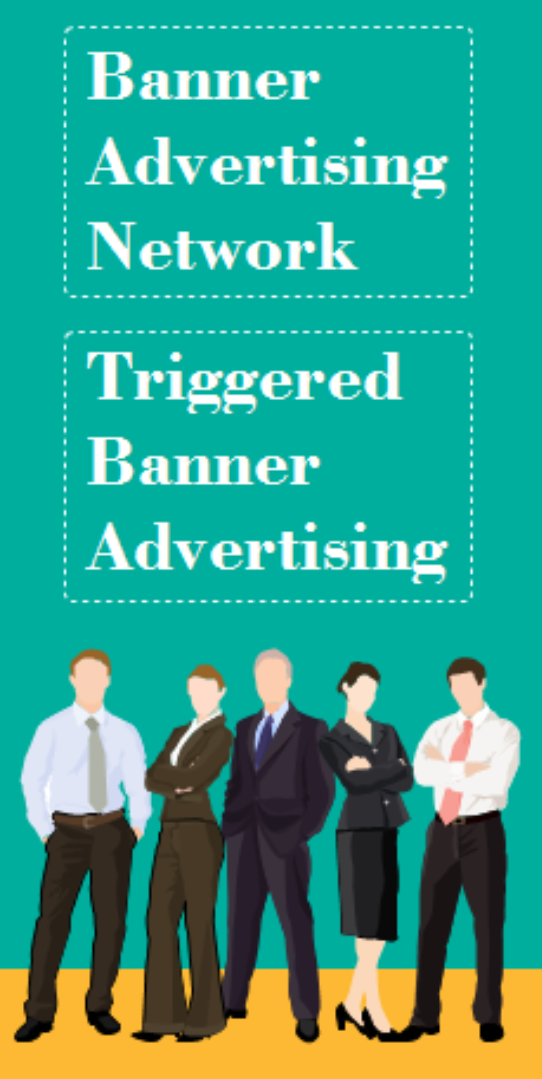 Banner
Advertising
Network
Triggered
Banner
Advertising